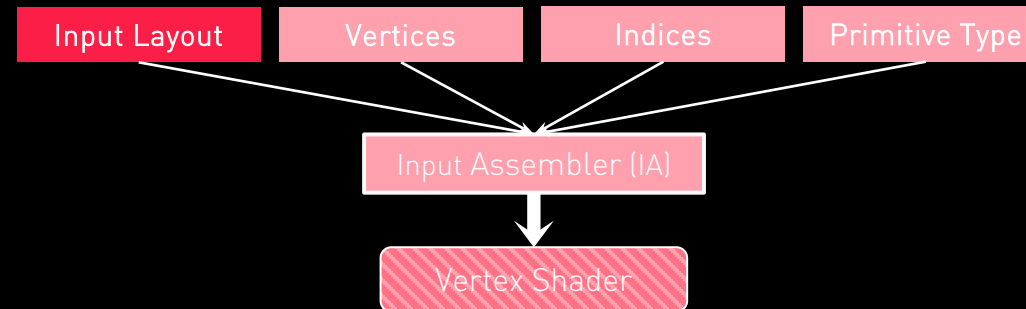 Input Layout
Vertices
Indices
Primitive Type
Input Assembler (IA)
Vertex Shader